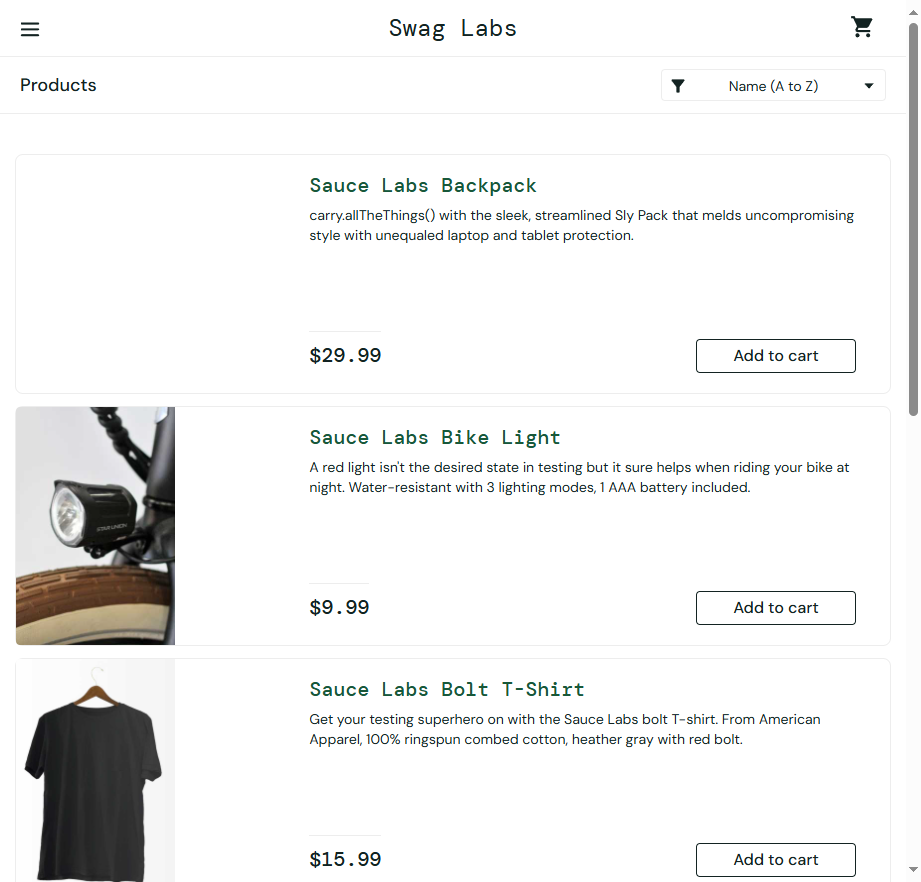 Swag Labs
Products
Name (A to Z)
Sauce Labs Backpack
carry.allTheThings() with the sleek, streamlined Sly Pack that melds uncompromising
style with unequaled laptop and tablet protection.
$29.99
Add to cart
Sauce Labs Bike Light
A red light isn't the desired state in testing but it sure helps when riding your bike at
night. Water-resistant with 3 lighting modes, 1 AAA battery included.
$9.99
Add to cart
Sauce Labs Bolt T-Shirt
Get your testing superhero on with the Sauce Labs bolt T-shirt. From American
Apparel, 100% ringspun combed cotton, heather gray with red bolt.
$15.99
Add to cart